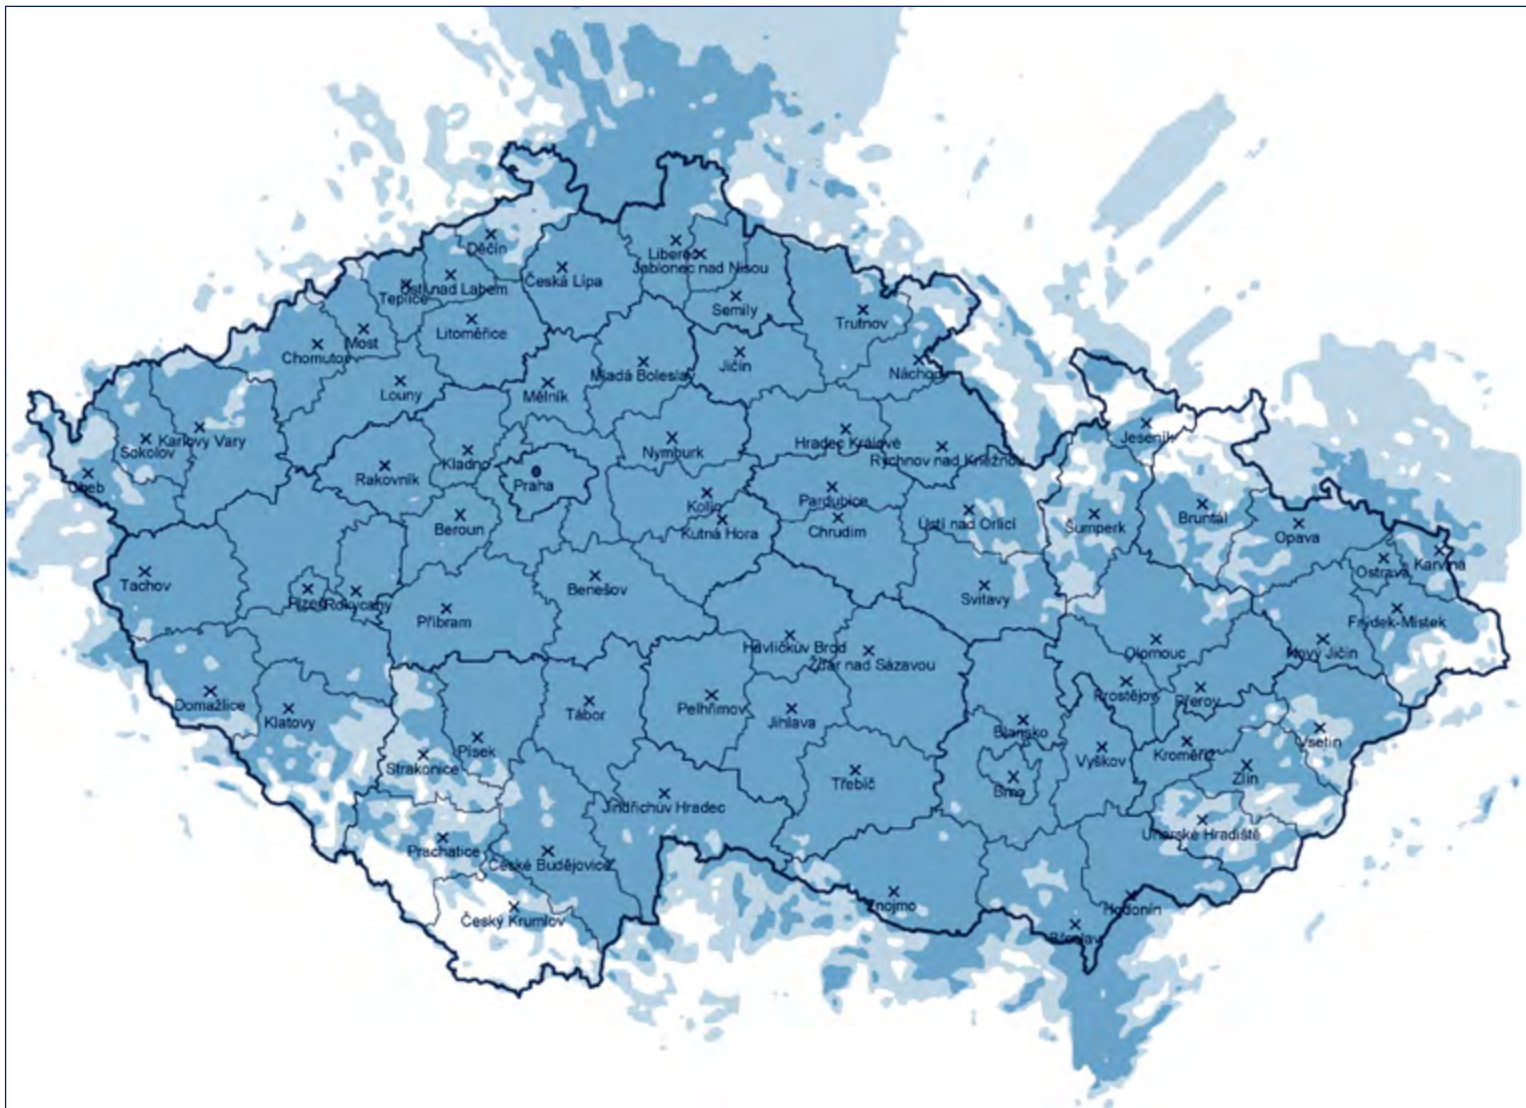 Děčín
Liberec
Jablonec nad Nisou
Česká Lípa
Ústí nad Labem
Teplice
Semily
Trutnov
Litoměřice
Most
Chomutov
Jičín
Mladá Boleslav
Náchod
Louny
Mělník
Karlovy Vary
Sokolov
Jeseník
Hradec Králové
Nymburk
Kladno
Rychnov nad Kněžnou
Cheb
Rakovník
Praha
Pardubice
Kolín
Bruntál
Beroun
Kutná Hora
Chrudim
Ústí nad Orlicí
Šumperk
Opava
Karviná
Ostrava
Tachov
Benešov
Plzeň
Rokycany
Svitavy
Příbram
Frýdek-Místek
Havlíčkův Brod
Žďár nad Sázavou
Olomouc
Nový Jičín
Domažlice
Klatovy
Tábor
Pelhřimov
Jihlava
Prostějov
Přerov
Písek
Blansko
Vsetín
Strakonice
Vyškov
Kroměříž
Zlín
Třebíč
Brno
Jindřichův Hradec
Uherské Hradiště
Prachatice
České Budějovice
Znojmo
Hodonín
Český Krumlov
Břeclav